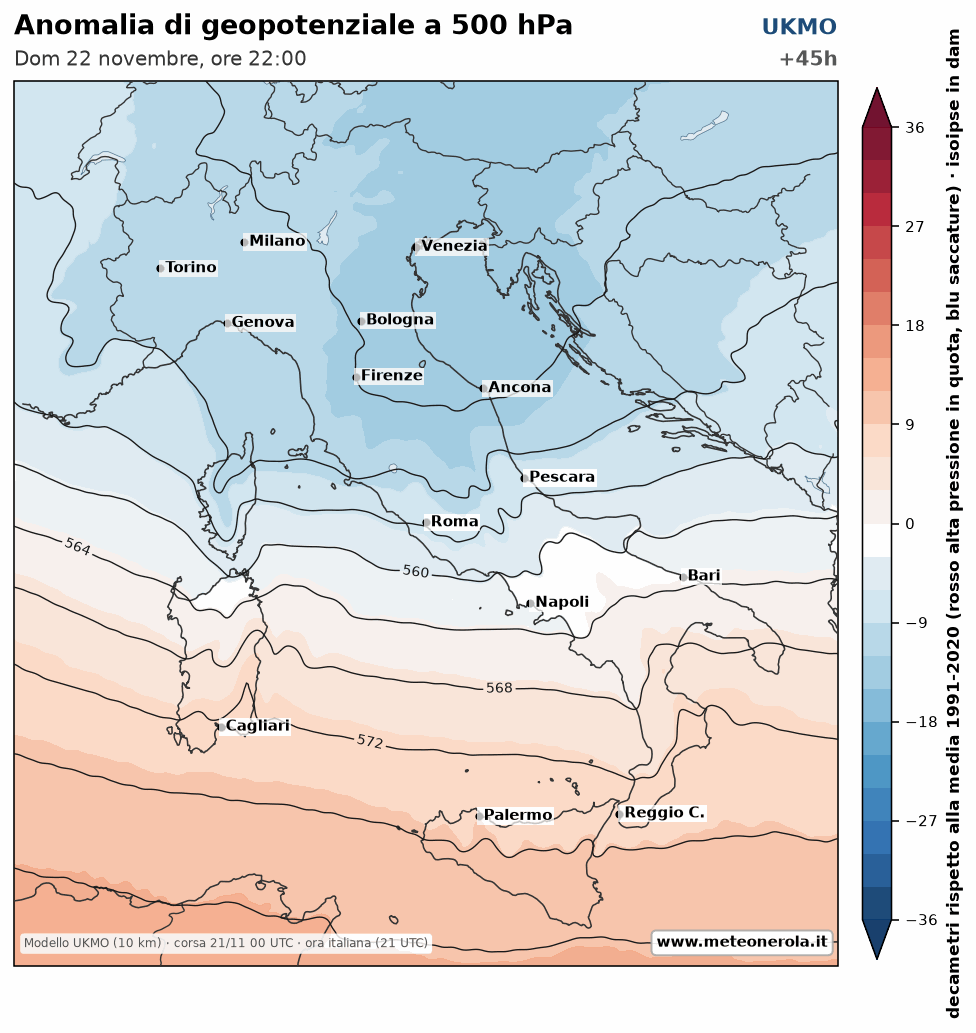 Anomalia di geopotenziale a 500 hPa
UKMO
Dom 22 novembre, ore 22:00
+45h
Milano
Venezia
Torino
Genova
Bologna
Firenze
Ancona
Pescara
Roma
564
560
Bari
Napoli
568
Cagliari
572
Palermo
Reggio C.
Modello UKMO (10 km) · corsa 21/11 00 UTC · ora italiana (21 UTC)
www.meteonerola.it
36
27
18
9
0
−9
−18
−27
−36
decametri rispetto alla media 1991-2020 (rosso alta pressione in quota, blu saccature) · isoipse in dam